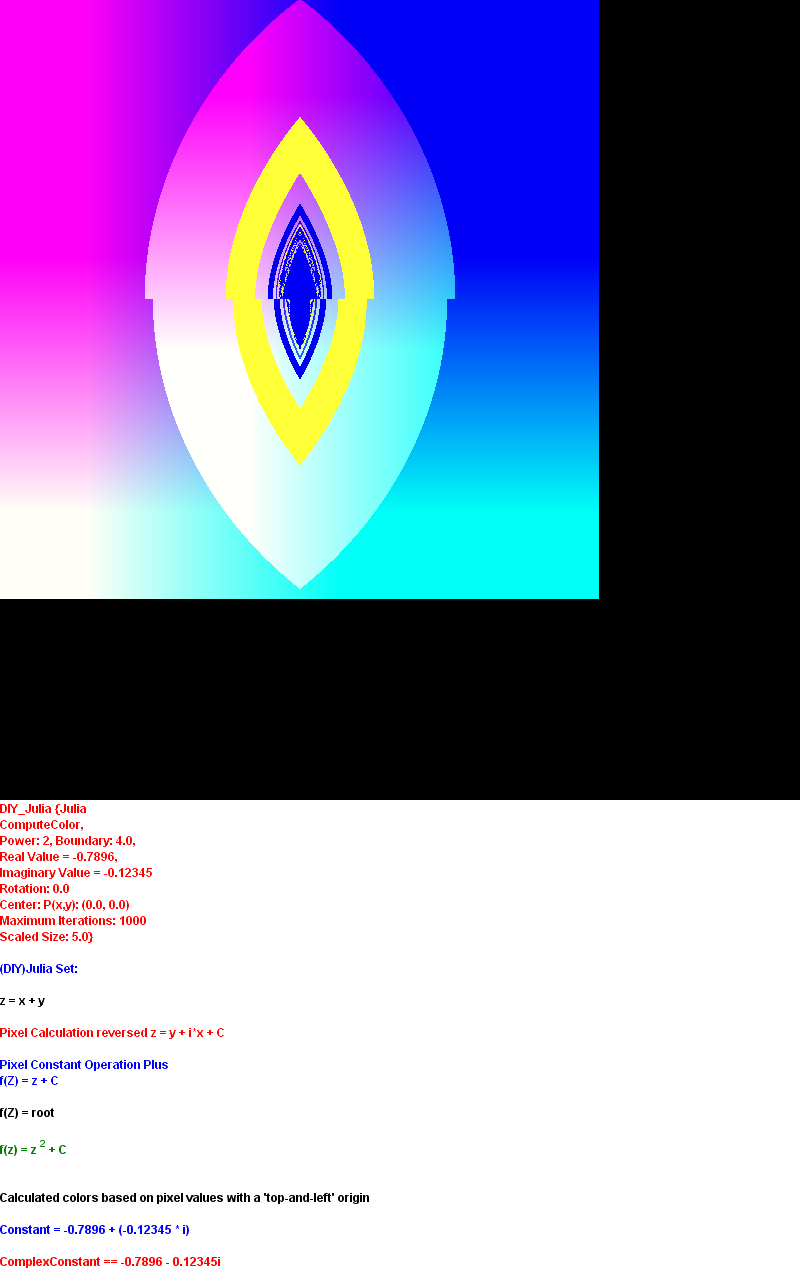 DIY_Julia {Julia
ComputeColor,
Power: 2, Boundary: 4.0,
Real Value = -0.7896,
Imaginary Value = -0.12345
Rotation: 0.0
Center: P(x,y): (0.0, 0.0)
Maximum Iterations: 1000
Scaled Size: 5.0}
(DIY)Julia Set:
z = x + y
Pixel Calculation reversed z = y + i*x + C
Pixel Constant Operation Plus
f(Z) = z + C
f(Z) = root
f(z) = z 2 + C
Calculated colors based on pixel values with a 'top-and-left' origin
Constant = -0.7896 + (-0.12345 * i)
ComplexConstant == -0.7896 - 0.12345i